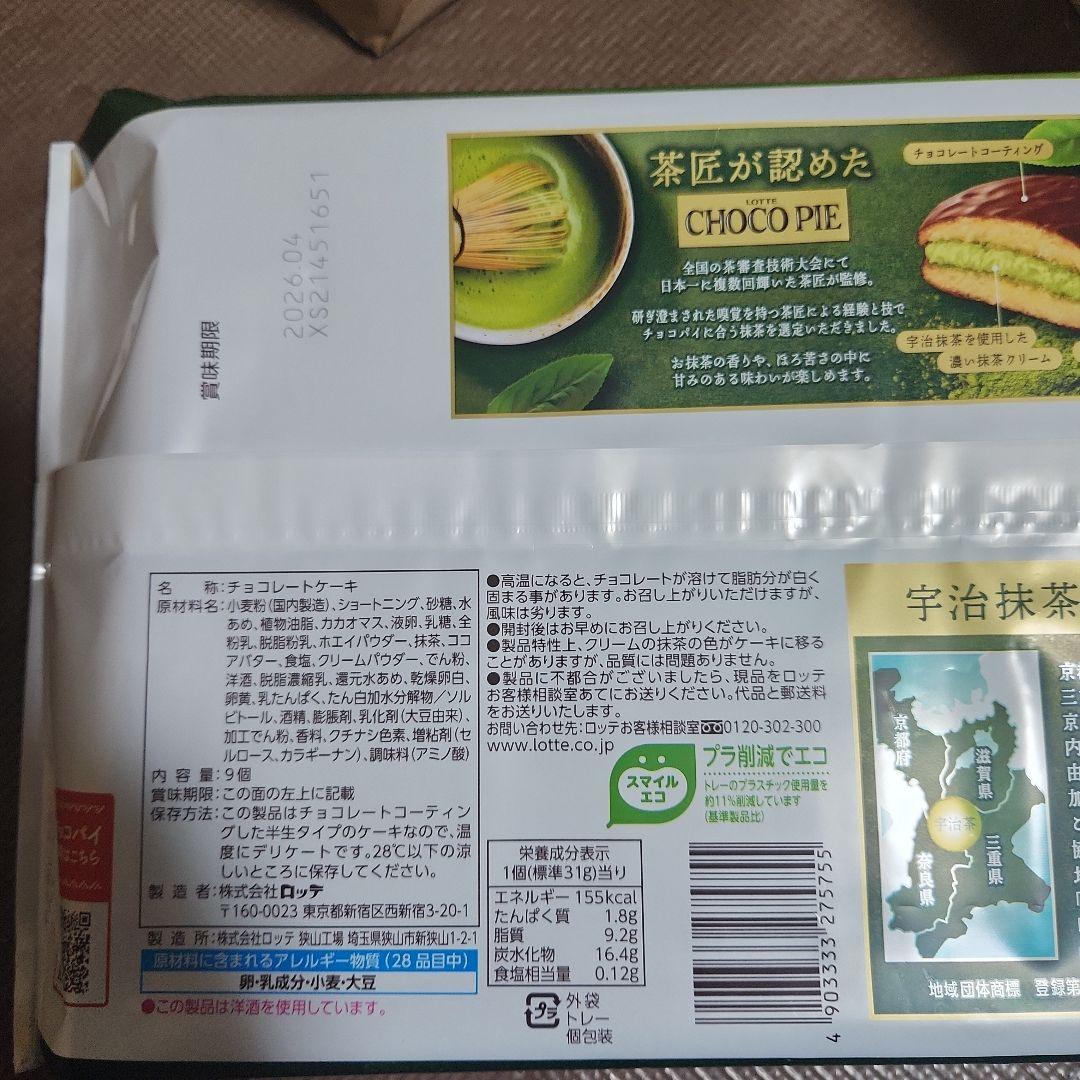 賞味期限
2026.04
XS21451651
茶匠が認めた
LOTTE
CHOCO PIE
全国の茶審査技術大会にて
日本一に複数回輝いた茶匠が監修。
研ぎ澄まされた嗅覚を持つ茶匠による経験と技で
チョコパイに合う抹茶を選定いただきました。
お抹茶の香りや、ほろ苦さの中に
甘みのある味わいが楽しめます。
チョコレートコーティング
宇治抹茶を使用した
濃い抹茶クリーム
名 称:チョコレートケーキ
原材料名:小麦粉(国内製造)、ショートニング、砂糖、水
あめ、植物油脂、カカオマス、液卵、乳糖、全
粉乳、脱脂粉乳、ホエイパウダー、抹茶、ココ
アバター、食塩、クリームパウダー、でん粉、
洋酒、脱脂濃縮乳、還元水あめ、乾燥卵白、
卵黄、乳たんぱく、たん白加水分解物/ソル
ビトール、酒精、膨脹剤、乳化剤(大豆由来)、
加工でん粉、香料、クチナシ色素、増粘剤(セ
ルロース、カラギーナン)、調味料(アミノ酸)
内 容 量:9個
賞味期限:この面の左上に記載
保存方法:この製品はチョコレートコーティン
グした半生タイプのケーキなので、温
度にデリケートです。28℃以下の涼
しいところに保存してください。
製 造 者:株式会社ロッテ
〒160-0023 東京都新宿区西新宿3-20-1
製 造 所:株式会社ロッテ 狭山工場 埼玉県狭山市新狭山1-2-1
原材料に含まれるアレルギー物質(28品目中)
卵・乳成分・小麦・大豆
●この製品は洋酒を使用しています。
●高温になると、チョコレートが溶けて脂肪分が白く
固まる事があります。お召し上がりいただけますが、
風味は劣ります。
●開封後はお早めにお召し上がりください。
●製品特性上、クリームの抹茶の色がケーキに移る
ことがありますが、品質には問題ありません。
●製品に不都合がございましたら、現品をロッテ
お客様相談室あてにお送りください。代品と郵送料
をお送りいたします。
お問い合わせ先:ロッテお客様相談室 0120-302-300
www.lotte.co.jp
スマイル
エコ
プラ削減でエコ
トレーのプラスチック使用量を
約11%削減しています
(基準製品比)
栄養成分表示
1個(標準31g)当り
エネルギー 155kcal
たんぱく質 1.8g
脂質 9.2g
炭水化物 16.4g
食塩相当量 0.12g
プラ
外袋
トレー
個包装
4 903333 275755
宇治抹茶
京都府
滋賀県
宇治茶
三重県
奈良県
地域団体商標 登録第